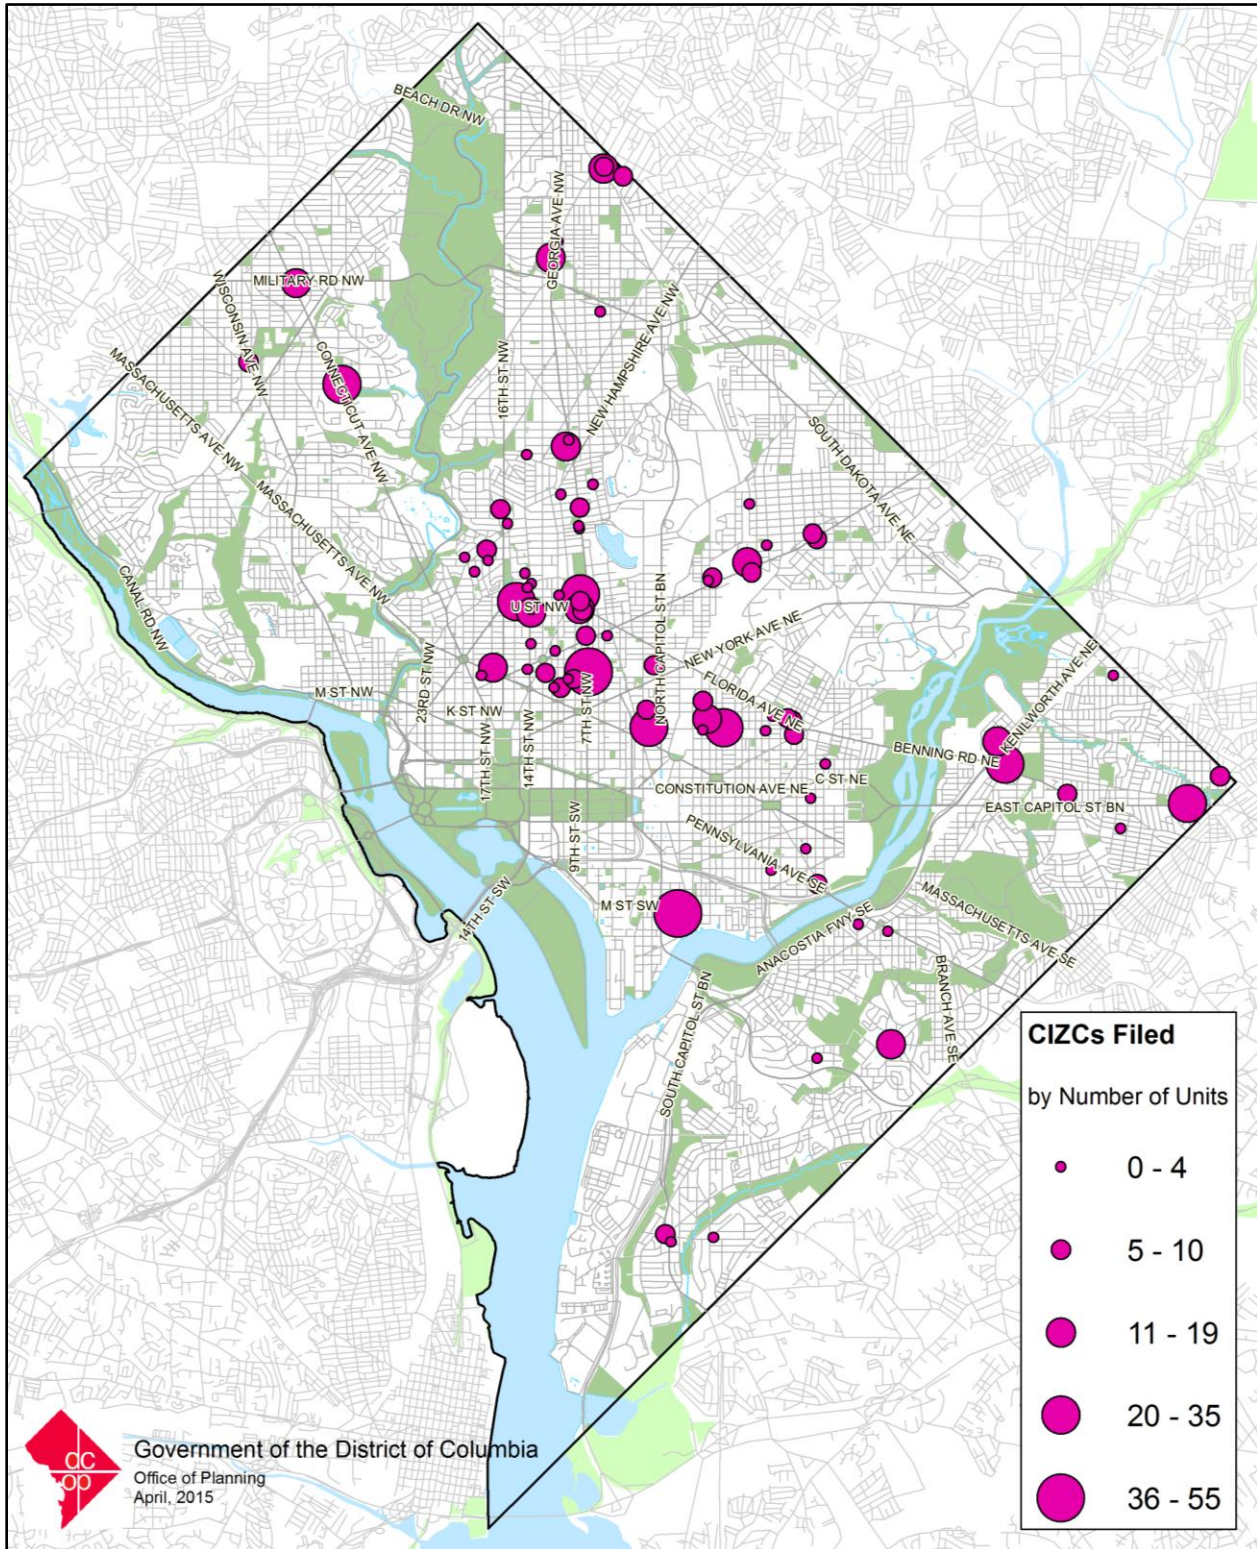 BEACH DR NW
GEORGIA AVE NW
MILITARY RD NW
WISCONSIN AVE NW
NEW HAMPSHIRE AVE NW
MASSACHUSETTS AVE NW
CONNECTICUT AVE NW
16TH ST NW
SOUTH DAKOTA AVE NE
MASSACHUSETTS AVE NW
CANAL RD NW
U ST NW
NORTH CAPITOL ST BN
NEW YORK AVE NE
23RD ST NW
M ST NW
FLORIDA AVE NE
KENILWORTH AVE NE
K ST NW
7TH ST NW
17TH ST NW
14TH ST NW
BENNING RD NE
C ST NE
CONSTITUTION AVE NE
EAST CAPITOL ST BN
9TH ST SW
PENNSYLVANIA AVE SE
14TH ST SW
M ST SW
MASSACHUSETTS AVE SE
ANACOSTIA FWY SE
BRANCH AVE SE
SOUTH CAPITOL ST BN
CIZCs Filed
by Number of Units
0 - 4
5 - 10
11 - 19
20 - 35
36 - 55
dc
op
Government of the District of Columbia
Office of Planning
April, 2015